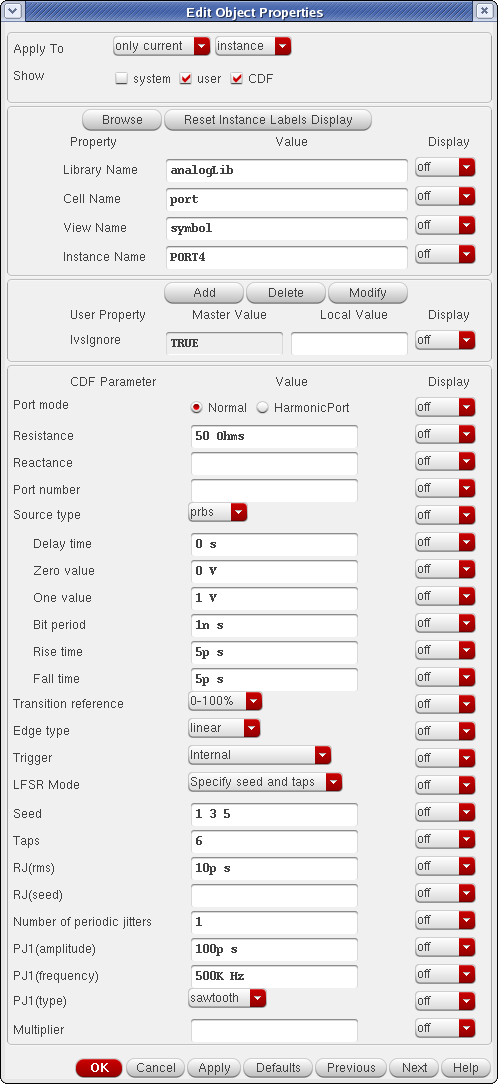 Edit Object Properties
Apply To only current instance
Show system user CDF
Browse Reset Instance Labels Display
Property Value Display
Library Name analogLib off
Cell Name port off
View Name symbol off
Instance Name PORT4 off
Add Delete Modify
User Property Master Value Local Value Display
lvsIgnore TRUE off
CDF Parameter Value Display
Port mode Normal HarmonicPort off
Resistance 50 Ohms off
Reactance off
Port number off
Source type prbs off
Delay time 0 s off
Zero value 0 V off
One value 1 V off
Bit period 1n s off
Rise time 5p s off
Fall time 5p s off
Transition reference 0-100% off
Edge type linear off
Trigger Internal off
LFSR Mode Specify seed and taps off
Seed 1 3 5 off
Taps 6 off
RJ(rms) 10p s off
RJ(seed) off
Number of periodic jitters 1 off
PJ1(amplitude) 100p s off
PJ1(frequency) 500K Hz off
PJ1(type) sawtooth off
Multiplier off
OK Cancel Apply Defaults Previous Next Help